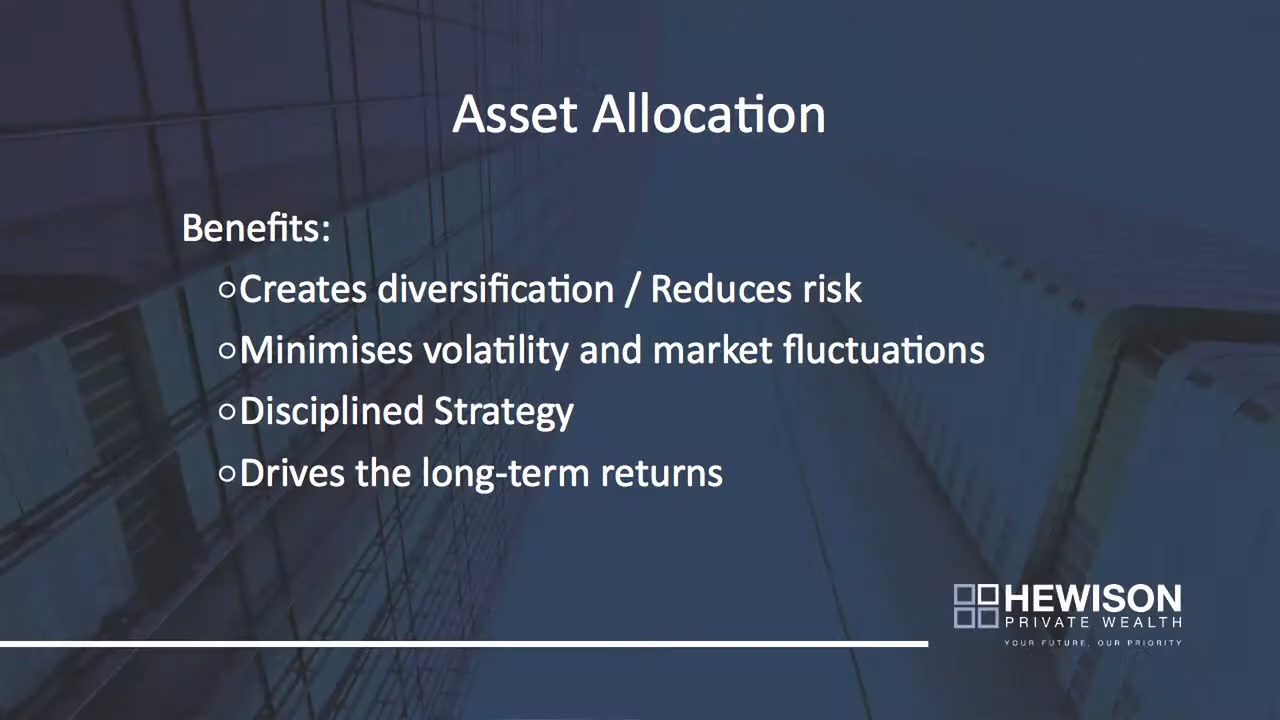 Asset Allocation
Benefits:
○Creates diversification / Reduces risk
○Minimises volatility and market fluctuations
○Disciplined Strategy
○Drives the long-term returns
HEWISON
PRIVATE WEALTH
YOUR FUTURE, OUR PRIORITY